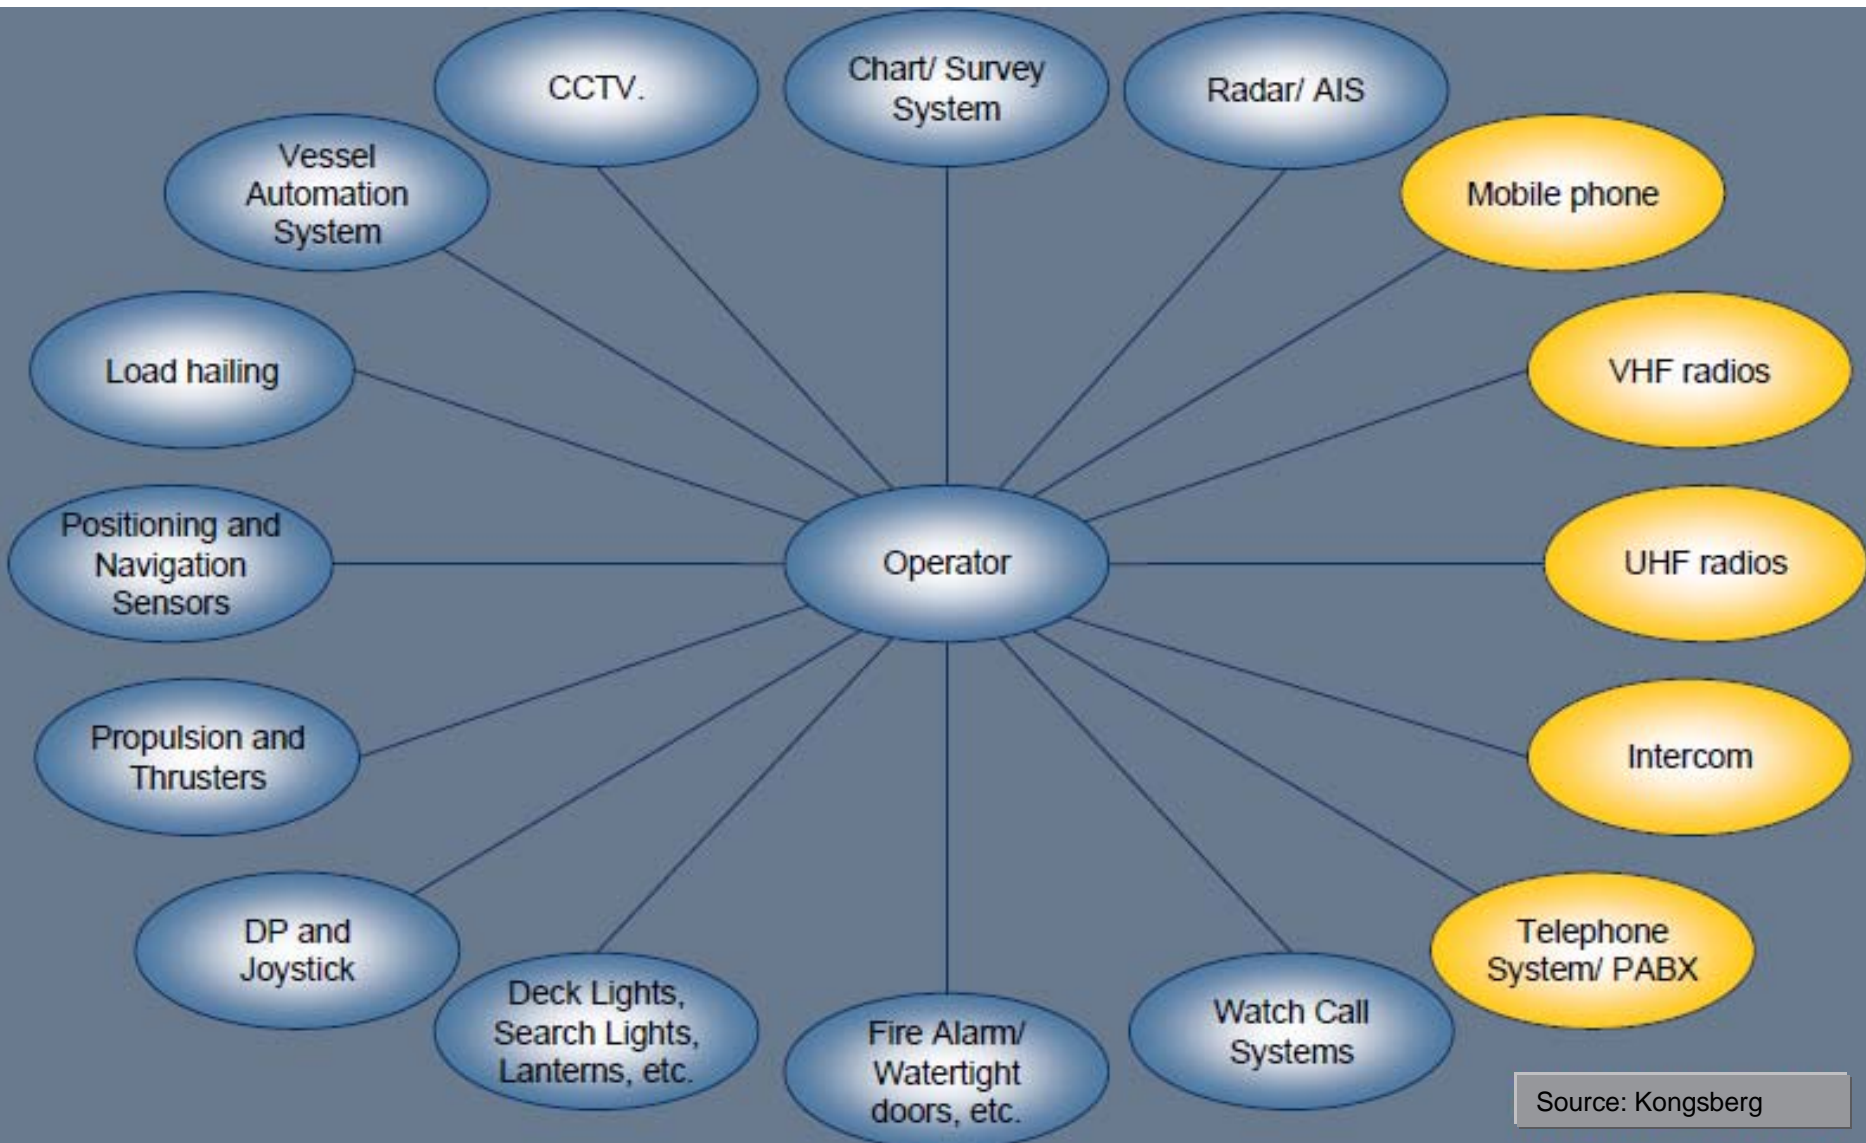 CCTV.
Chart/ Survey
System
Radar/ AIS
Vessel
Automation
System
Mobile phone
Load hailing
VHF radios
Positioning and
Navigation
Sensors
Operator
UHF radios
Propulsion and
Thrusters
Intercom
DP and
Joystick
Telephone
System/ PABX
Deck Lights,
Search Lights,
Lanterns, etc.
Fire Alarm/
Watertight
doors, etc.
Watch Call
Systems
Source: Kongsberg